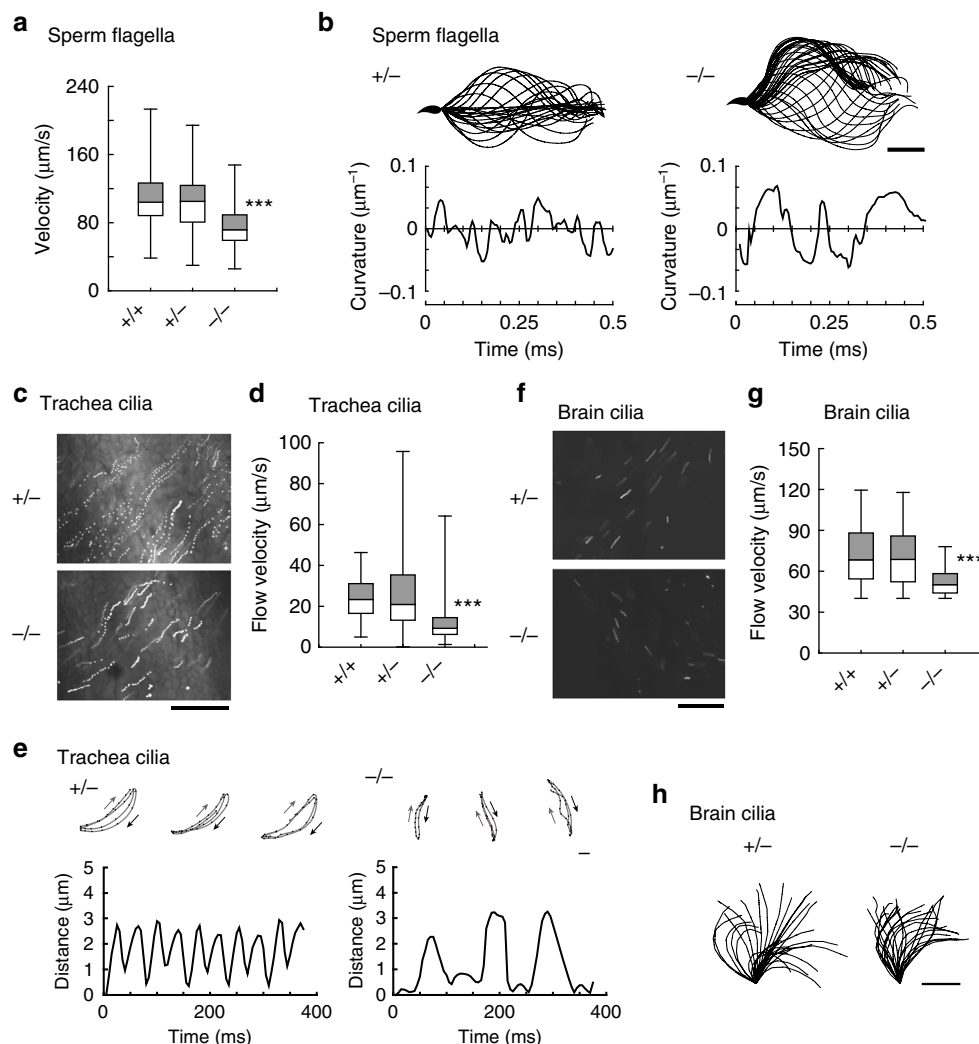 a Sperm flagella
Velocity (μm/s)
240
160
80
0
+/+ +/– –/–
***
b Sperm flagella
+/– –/–
Curvature (μm⁻¹)
0.1
0
–0.1
0 0.25 0.5
Time (ms)
Curvature (μm⁻¹)
0.1
0
–0.1
0 0.25 0.5
Time (ms)
c Trachea cilia
+/–
–/–
d Trachea cilia
Flow velocity (μm/s)
100
80
60
40
20
0
+/+ +/– –/–
***
f Brain cilia
+/–
–/–
g Brain cilia
Flow velocity (μm/s)
150
120
90
60
30
0
+/+ +/– –/–
***
e Trachea cilia
+/– –/–
Distance (μm)
5
4
3
2
1
0
0 200 400
Time (ms)
Distance (μm)
5
4
3
2
1
0
0 200 400
Time (ms)
h Brain cilia
+/– –/–